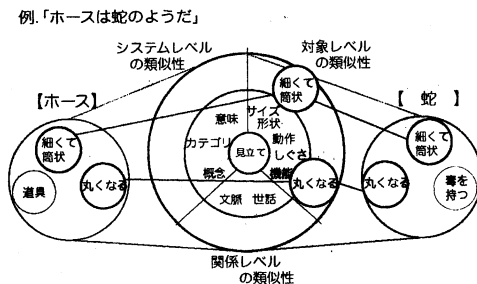 例.「ホースは蛇のようだ」
システムレベル
の類似性
対象レベル
の類似性
【ホース】
【 蛇 】
細くて
筒状
道具
丸くなる
意味
サイズ
形状
カテゴリ
動作
しぐさ
見立て
概念
機能
文脈 世話
細くて
筒状
丸くなる
細くて
筒状
丸くなる
毒を
持つ
関係レベル
の類似性